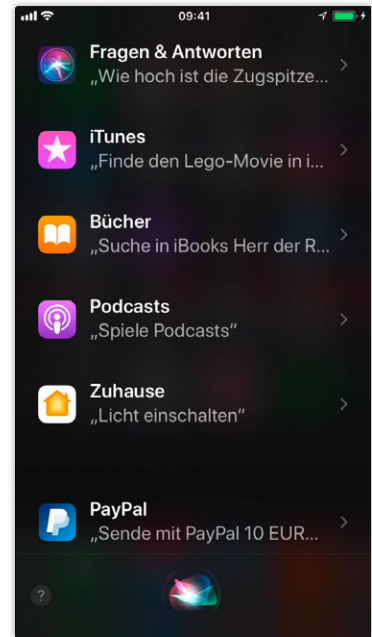 09:41
Fragen & Antworten
„Wie hoch ist die Zugspitze...
iTunes
„Finde den Lego-Movie in i...
Bücher
„Suche in iBooks Herr der R...
Podcasts
„Spiele Podcasts“
Zuhause
„Licht einschalten“
PayPal
„Sende mit PayPal 10 EUR...
?